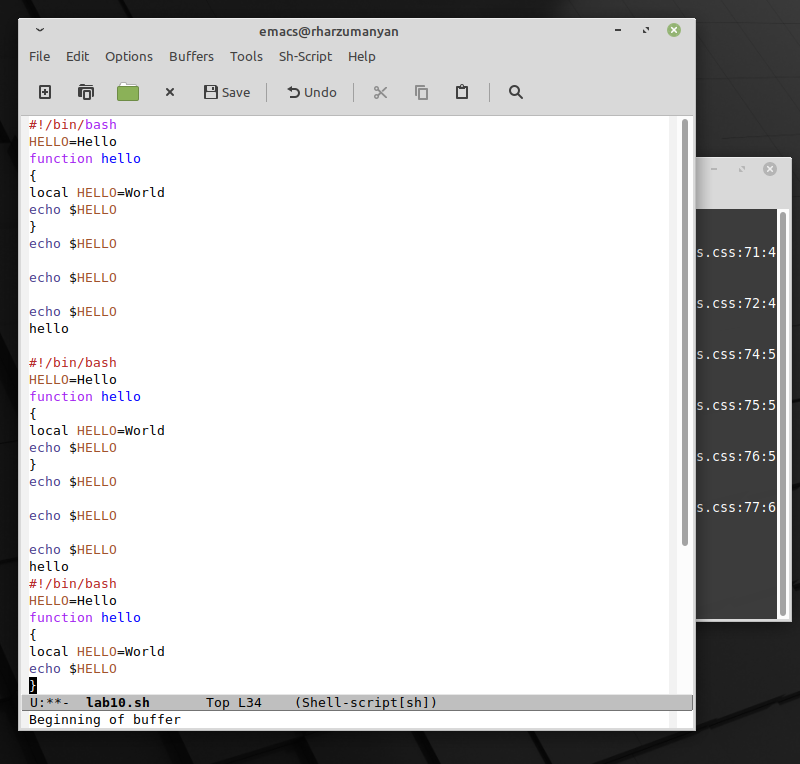 emacs@rharzumanyan
File Edit Options Buffers Tools Sh-Script Help
Save Undo
#!/bin/bash
HELLO=Hello
function hello
{
local HELLO=World
echo $HELLO
}
echo $HELLO
echo $HELLO
echo $HELLO
hello
#!/bin/bash
HELLO=Hello
function hello
{
local HELLO=World
echo $HELLO
}
echo $HELLO
echo $HELLO
echo $HELLO
hello
#!/bin/bash
HELLO=Hello
function hello
{
local HELLO=World
echo $HELLO
}
U:**- lab10.sh Top L34 (Shell-script[sh])
Beginning of buffer
s.css:71:4
s.css:72:4
s.css:74:5
s.css:75:5
s.css:76:5
s.css:77:6